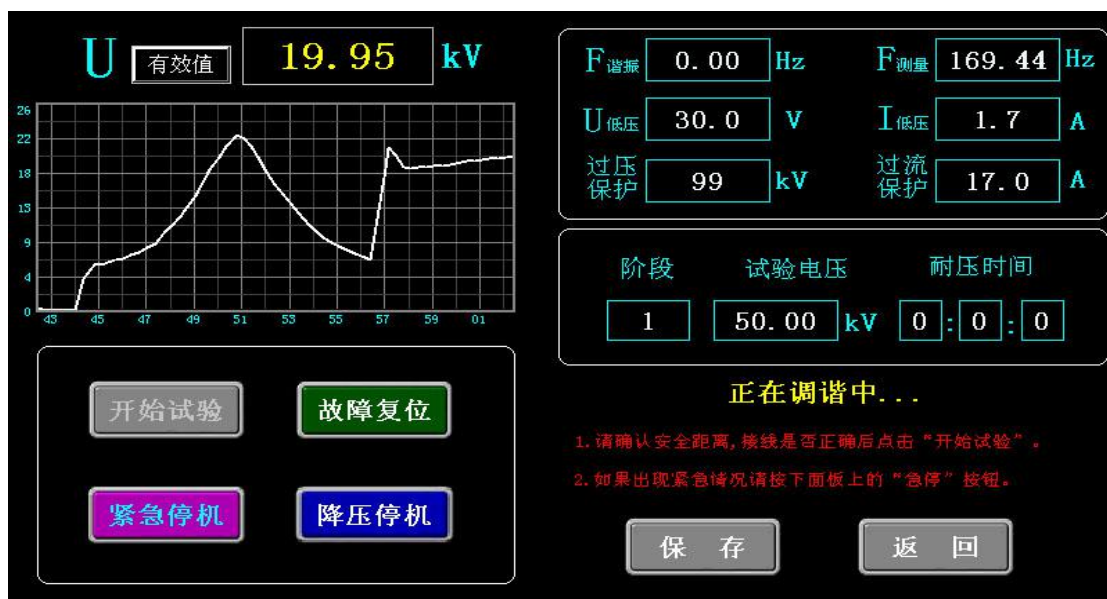 U 有效值 19.95 kV
26
22
18
13
9
4
0
43 45 47 49 51 53 55 57 59 01
F谐振 0.00 Hz F测量 169.44 Hz
U低压 30.0 V I低压 1.7 A
过压保护 99 kV 过流保护 17.0 A
阶段 试验电压 耐压时间
1 50.00 kV 0:0:0
开始试验 故障复位
紧急停机 降压停机
正在调谐中...
1.请确认安全距离,接线是否正确后点击“开始试验”。
2.如果出现紧急情况请按下面板上的“急停”按钮。
保 存 返 回